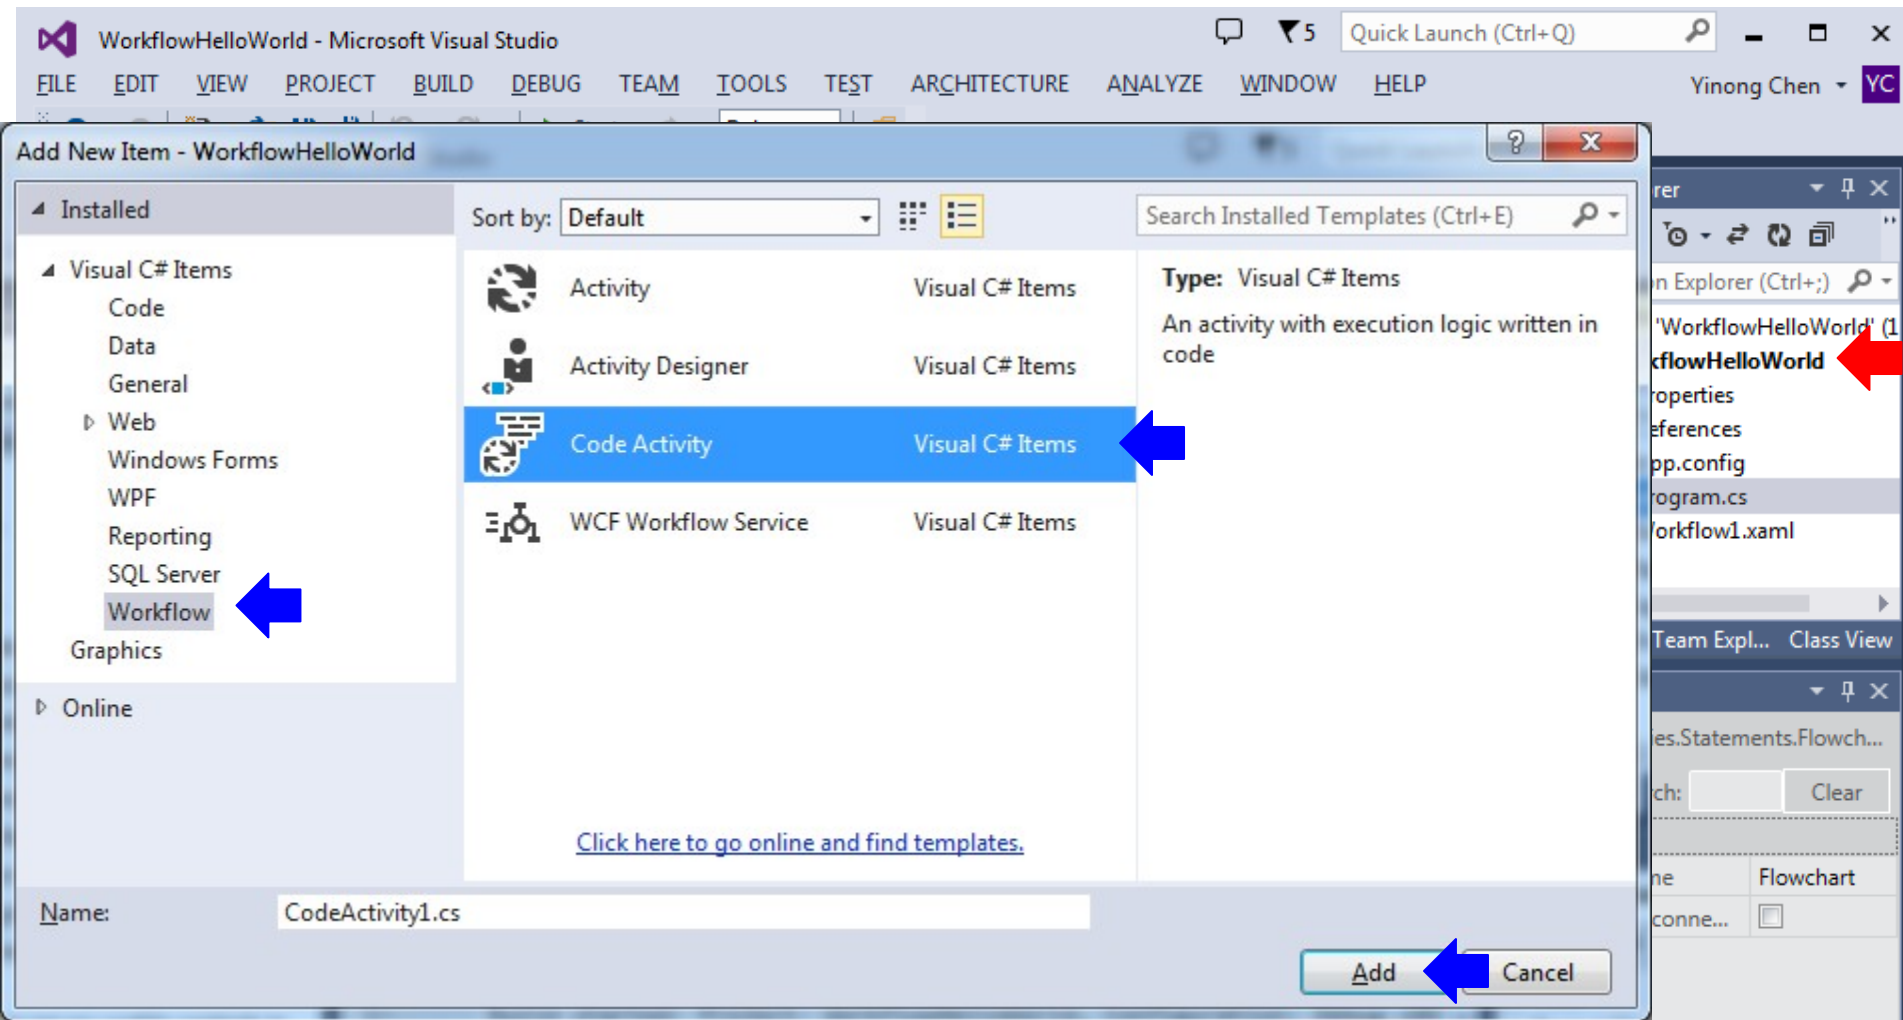 WorkflowHelloWorld - Microsoft Visual Studio
5
Quick Launch (Ctrl+Q)
FILE EDIT VIEW PROJECT BUILD DEBUG TEAM TOOLS TEST ARCHITECTURE ANALYZE WINDOW HELP
Yinong Chen YC
Add New Item - WorkflowHelloWorld
Installed
Sort by: Default
Search Installed Templates (Ctrl+E)
Visual C# Items
Code
Data
General
Web
Windows Forms
WPF
Reporting
SQL Server
Workflow
Graphics
Online
Activity Visual C# Items
Activity Designer Visual C# Items
Code Activity Visual C# Items
WCF Workflow Service Visual C# Items
Click here to go online and find templates.
Type: Visual C# Items
An activity with execution logic written in
code
Name: CodeActivity1.cs
Add Cancel
rer
on Explorer (Ctrl+;)
'WorkflowHelloWorld' (1
kflowHelloWorld
roperties
eferences
pp.config
rogram.cs
orkflow1.xaml
Team Expl... Class View
ies.Statements.Flowch...
rch: Clear
me Flowchart
conne...